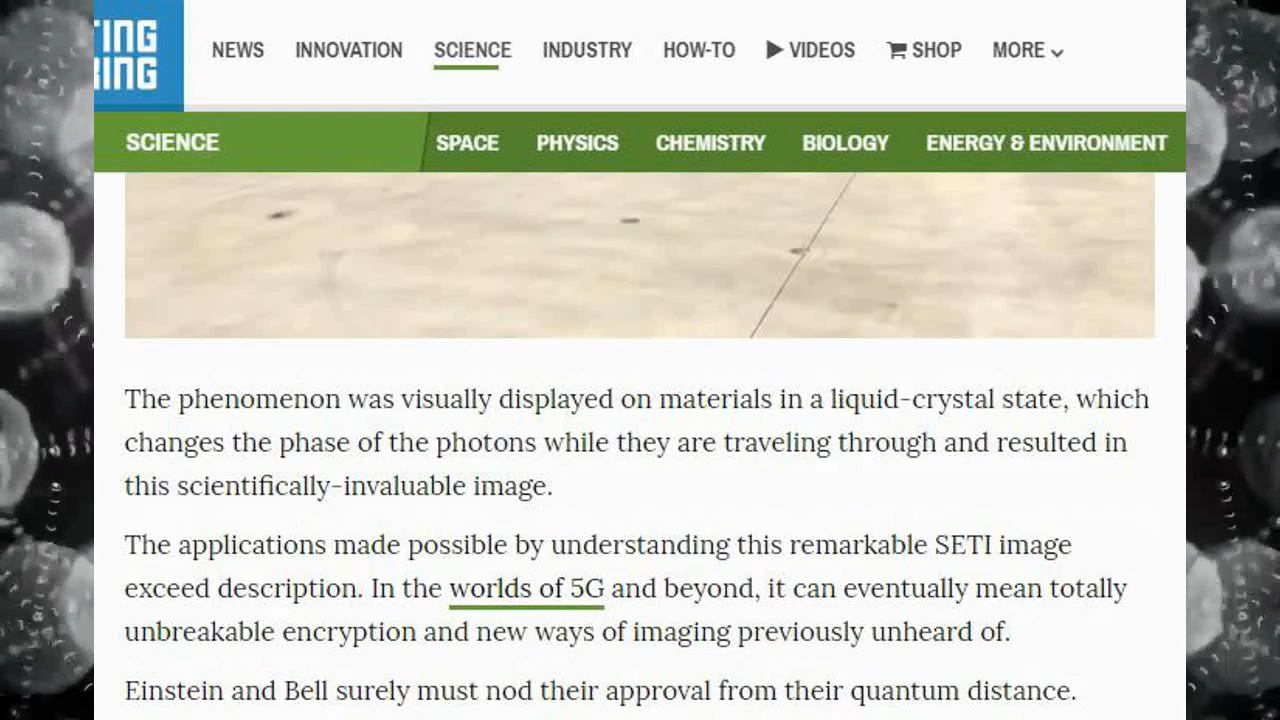 TING
RING
NEWS INNOVATION SCIENCE INDUSTRY HOW-TO VIDEOS SHOP MORE
SCIENCE SPACE PHYSICS CHEMISTRY BIOLOGY ENERGY & ENVIRONMENT
The phenomenon was visually displayed on materials in a liquid-crystal state, which
changes the phase of the photons while they are traveling through and resulted in
this scientifically-invaluable image.
The applications made possible by understanding this remarkable SETI image
exceed description. In the worlds of 5G and beyond, it can eventually mean totally
unbreakable encryption and new ways of imaging previously unheard of.
Einstein and Bell surely must nod their approval from their quantum distance.